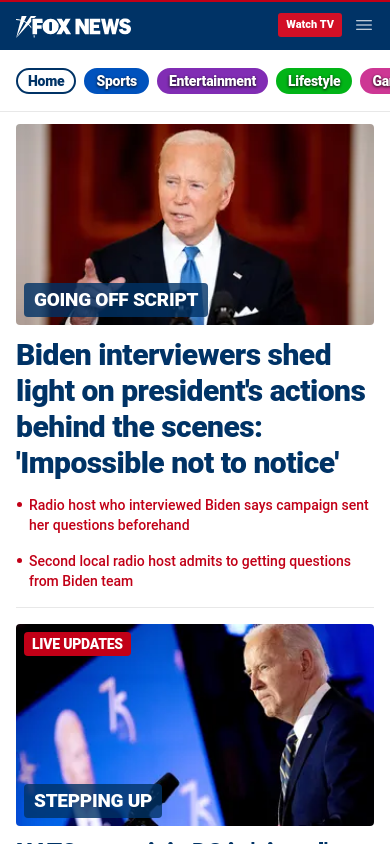 FOX NEWS
Watch TV
Home
Sports
Entertainment
Lifestyle
GOING OFF SCRIPT
Biden interviewers shed
light on president's actions
behind the scenes:
'Impossible not to notice'
• Radio host who interviewed Biden says campaign sent
her questions beforehand
• Second local radio host admits to getting questions
from Biden team
LIVE UPDATES
75
STEPPING UP